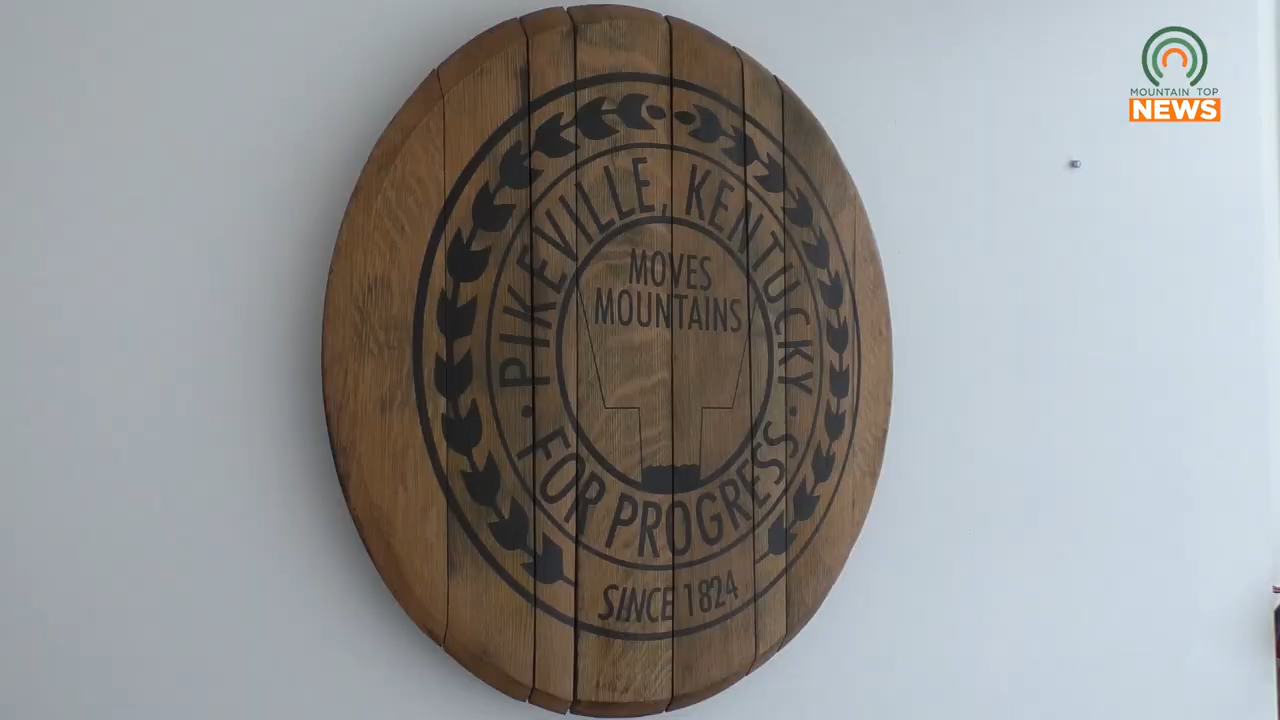 MOUNTAIN TOP
NEWS
PIKEVILLE, KENTUCKY
MOVES
MOUNTAINS
• FOR PROGRESS •
SINCE 1824